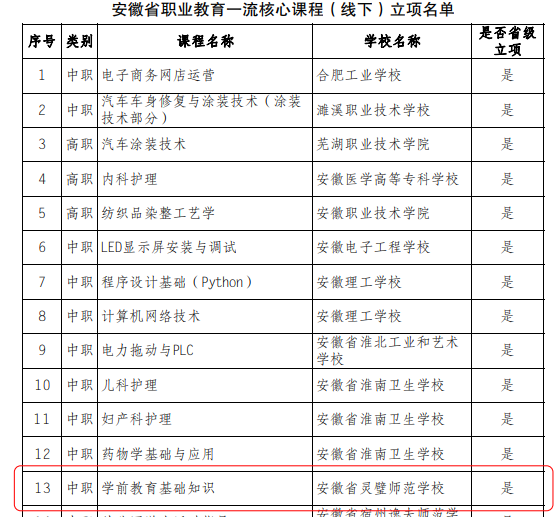 安徽省职业教育一流核心课程（线下）立项名单
序号 类别 课程名称 学校名称 是否省级立项
1 中职 电子商务网店运营 合肥工业学校 是
2 中职 汽车车身修复与涂装技术（涂装技术部分） 濉溪职业技术学校 是
3 高职 汽车涂装技术 芜湖职业技术学院 是
4 高职 内科护理 安徽医学高等专科学校 是
5 高职 纺织品染整工艺学 安徽职业技术学院 是
6 中职 LED显示屏安装与调试 安徽电子工程学校 是
7 中职 程序设计基础（Python） 安徽理工学校 是
8 中职 计算机网络技术 安徽理工学校 是
9 中职 电力拖动与PLC 安徽省淮北工业和艺术学校 是
10 中职 儿科护理 安徽省淮南卫生学校 是
11 中职 妇产科护理 安徽省淮南卫生学校 是
12 中职 药物学基础与应用 安徽省淮南卫生学校 是
13 中职 学前教育基础知识 安徽省灵璧师范学校 是